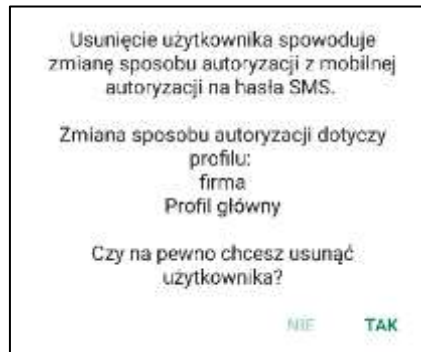 Usunięcie użytkownika spowoduje
zmianę sposobu autoryzacji z mobilnej
autoryzacji na hasła SMS.
Zmiana sposobu autoryzacji dotyczy
profilu:
firma
Profil główny
Czy na pewno chcesz usunąć
użytkownika?
NIE TAK